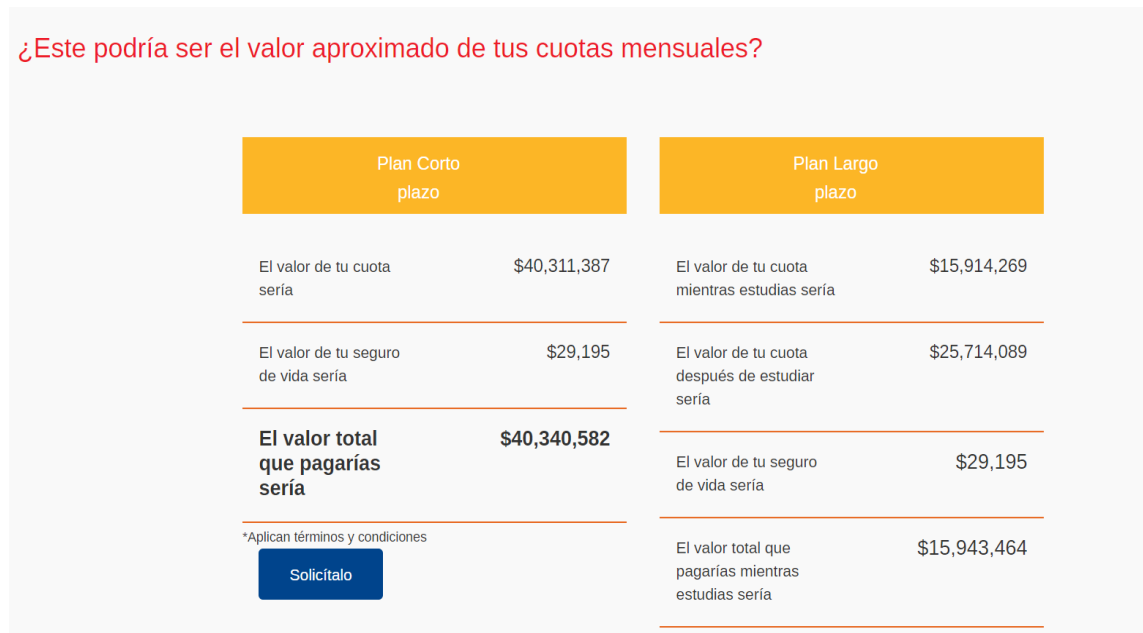 ¿Este podría ser el valor aproximado de tus cuotas mensuales?
Plan Corto
plazo
El valor de tu cuota $40,311,387
sería
El valor de tu seguro $29,195
de vida sería
El valor total $40,340,582
que pagarías
sería
*Aplican términos y condiciones
Solicítalo
Plan Largo
plazo
El valor de tu cuota $15,914,269
mientras estudias sería
El valor de tu cuota $25,714,089
después de estudiar
sería
El valor de tu seguro $29,195
de vida sería
El valor total que $15,943,464
pagarías mientras
estudias sería